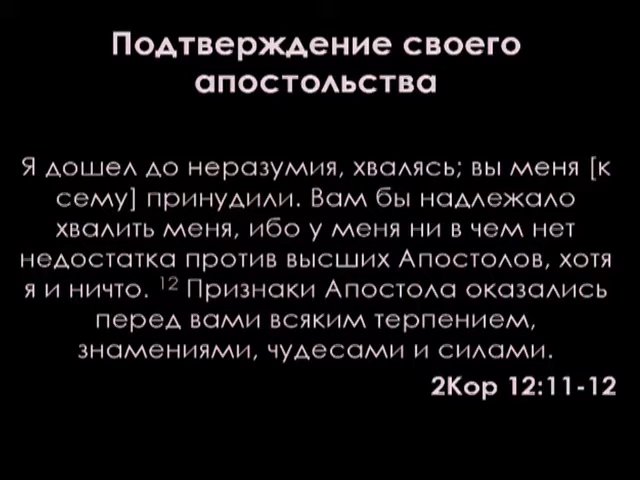 Подтверждение своего
апостольства
Я дошел до неразумия, хвалясь; вы меня [к
сему] принудили. Вам бы надлежало
хвалить меня, ибо у меня ни в чем нет
недостатка против высших Апостолов, хотя
я и ничто. 12 Признаки Апостола оказались
перед вами всяким терпением,
знамениями, чудесами и силами.
2Кор 12:11-12